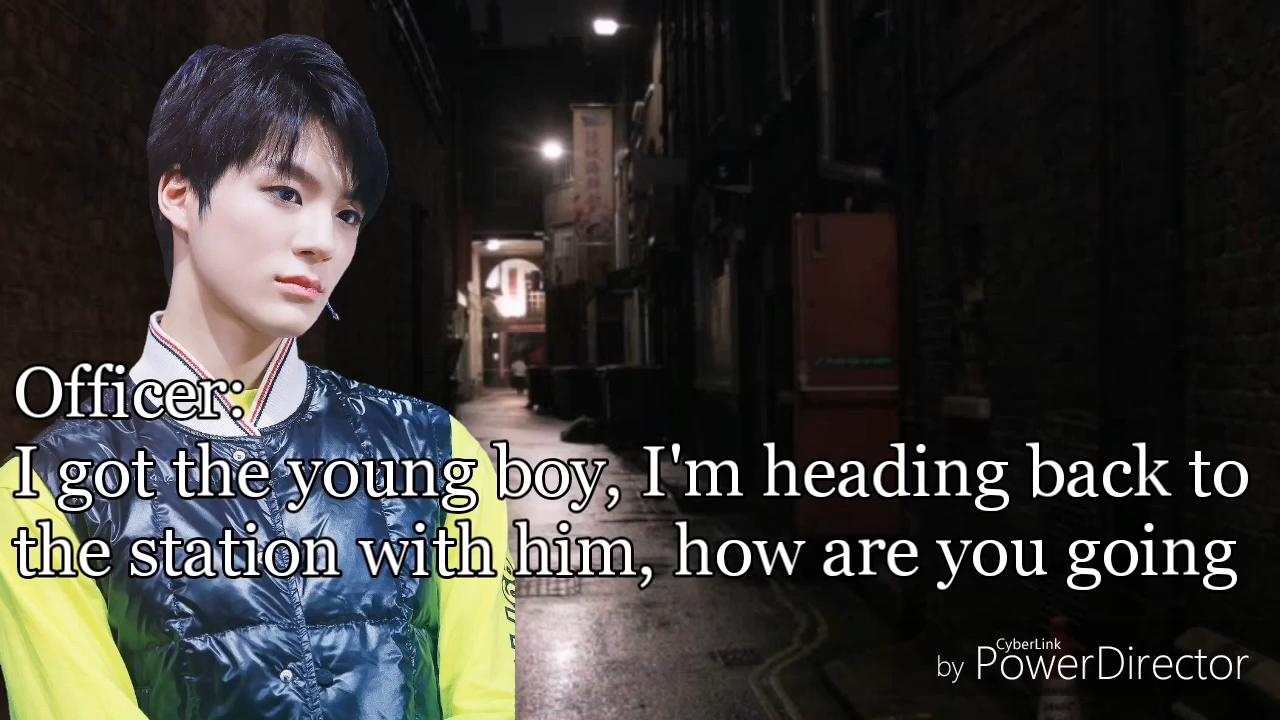 Officer:
I got the young boy, I'm heading back to
the station with him, how are you going
CyberLink
by PowerDirector